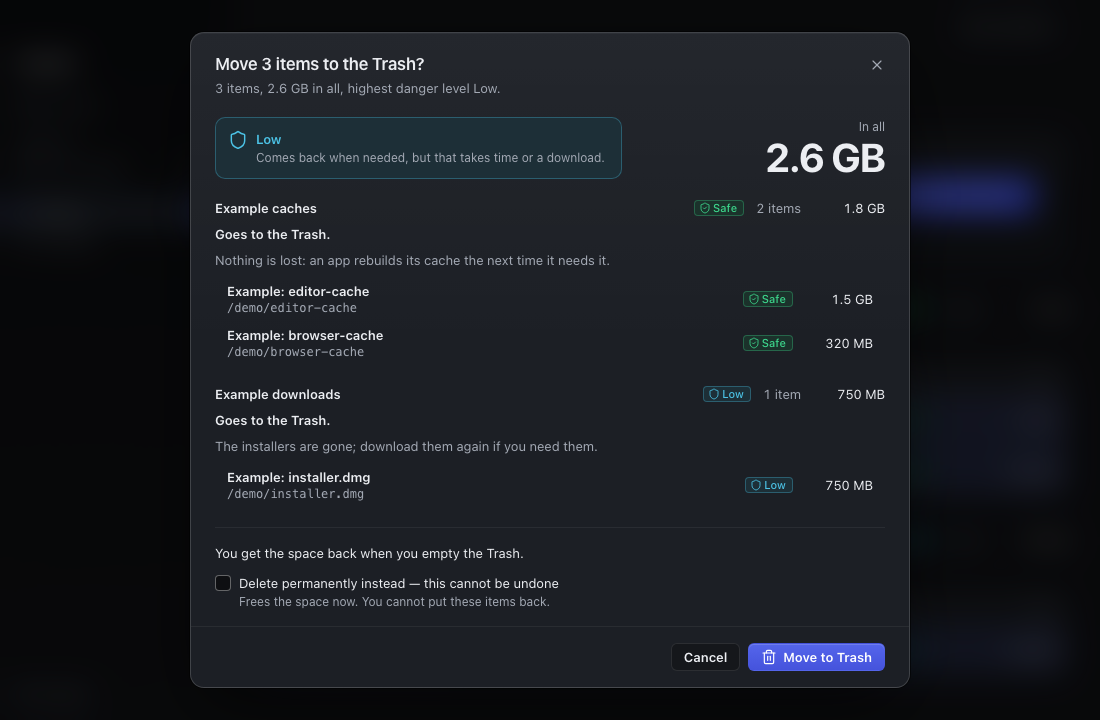 Move 3 items to the Trash?
3 items, 2.6 GB in all, highest danger level Low.
Low
Comes back when needed, but that takes time or a download.
In all
2.6 GB
Example caches Safe 2 items 1.8 GB
Goes to the Trash.
Nothing is lost: an app rebuilds its cache the next time it needs it.
Example: editor-cache
/demo/editor-cache
Safe 1.5 GB
Example: browser-cache
/demo/browser-cache
Safe 320 MB
Example downloads Low 1 item 750 MB
Goes to the Trash.
The installers are gone; download them again if you need them.
Example: installer.dmg
/demo/installer.dmg
Low 750 MB
You get the space back when you empty the Trash.
Delete permanently instead — this cannot be undone
Frees the space now. You cannot put these items back.
Cancel Move to Trash